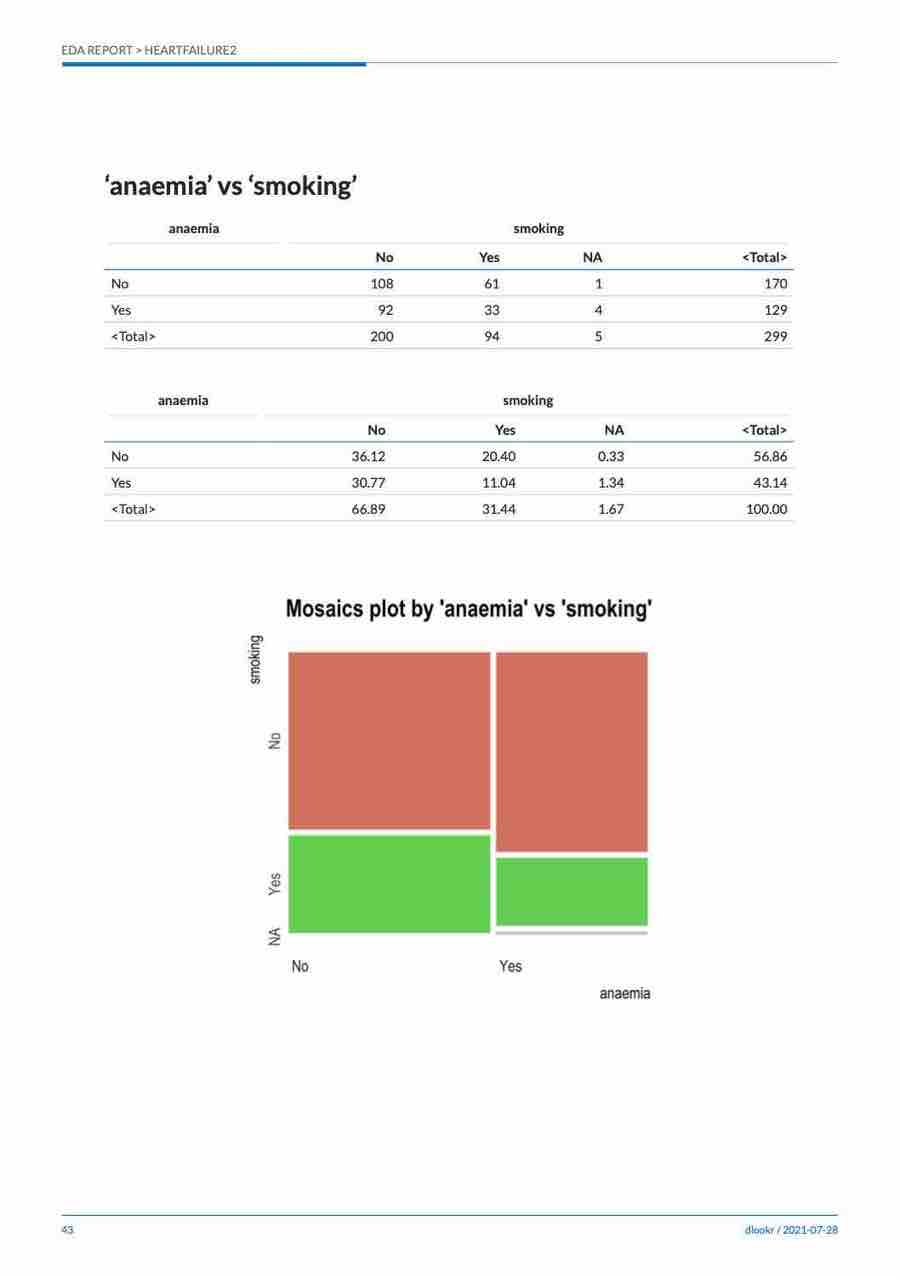 EDA REPORT > HEARTFAILURE2
‘anaemia’ vs ‘smoking’
anaemia smoking
No Yes NA <Total>
No 108 61 1 170
Yes 92 33 4 129
<Total> 200 94 5 299
anaemia smoking
No Yes NA <Total>
No 36.12 20.40 0.33 56.86
Yes 30.77 11.04 1.34 43.14
<Total> 66.89 31.44 1.67 100.00
Mosaics plot by 'anaemia' vs 'smoking'
smoking
No
Yes
NA
No Yes
anaemia
43 dlookr / 2021-07-28